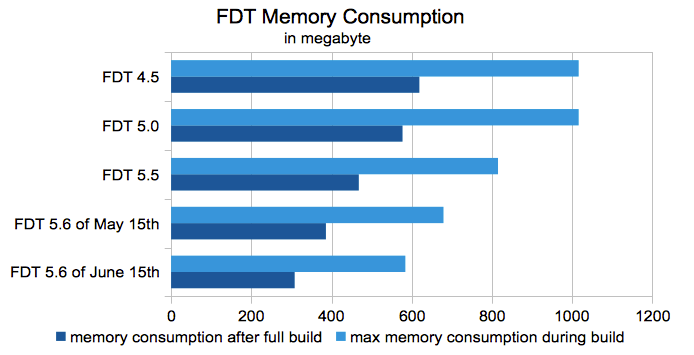 FDT Memory Consumption
in megabyte
FDT 4.5
FDT 5.0
FDT 5.5
FDT 5.6 of May 15th
FDT 5.6 of June 15th
0 200 400 600 800 1000 1200
memory consumption after full build max memory consumption during build